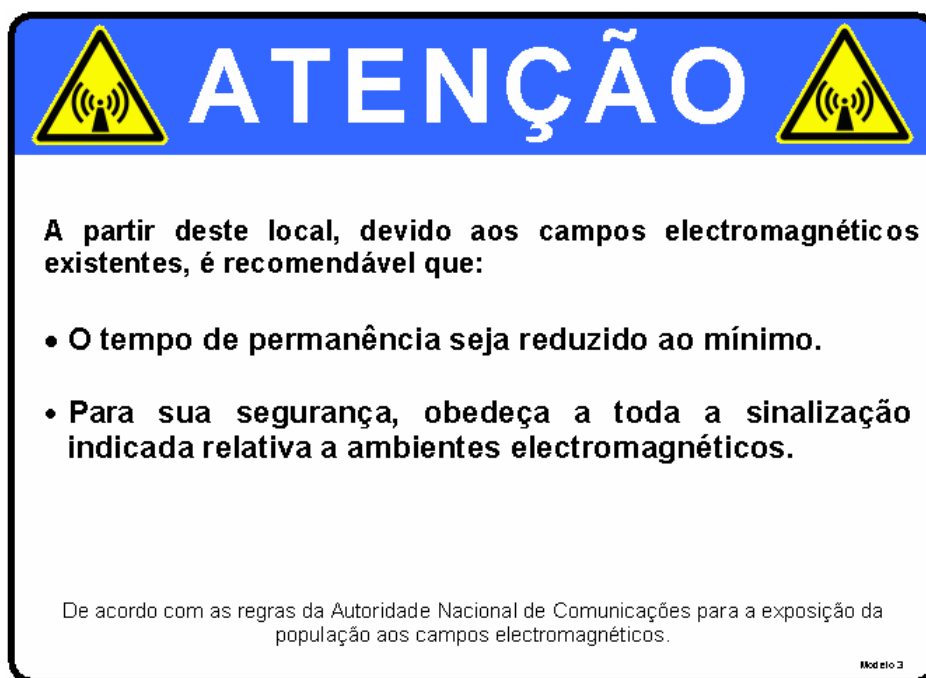 ATENÇÃO
A partir deste local, devido aos campos electromagnéticos
existentes, é recomendável que:
• O tempo de permanência seja reduzido ao mínimo.
• Para sua segurança, obedeça a toda a sinalização
indicada relativa a ambientes electromagnéticos.
De acordo com as regras da Autoridade Nacional de Comunicações para a exposição da
população aos campos electromagnéticos.
Modelo 3